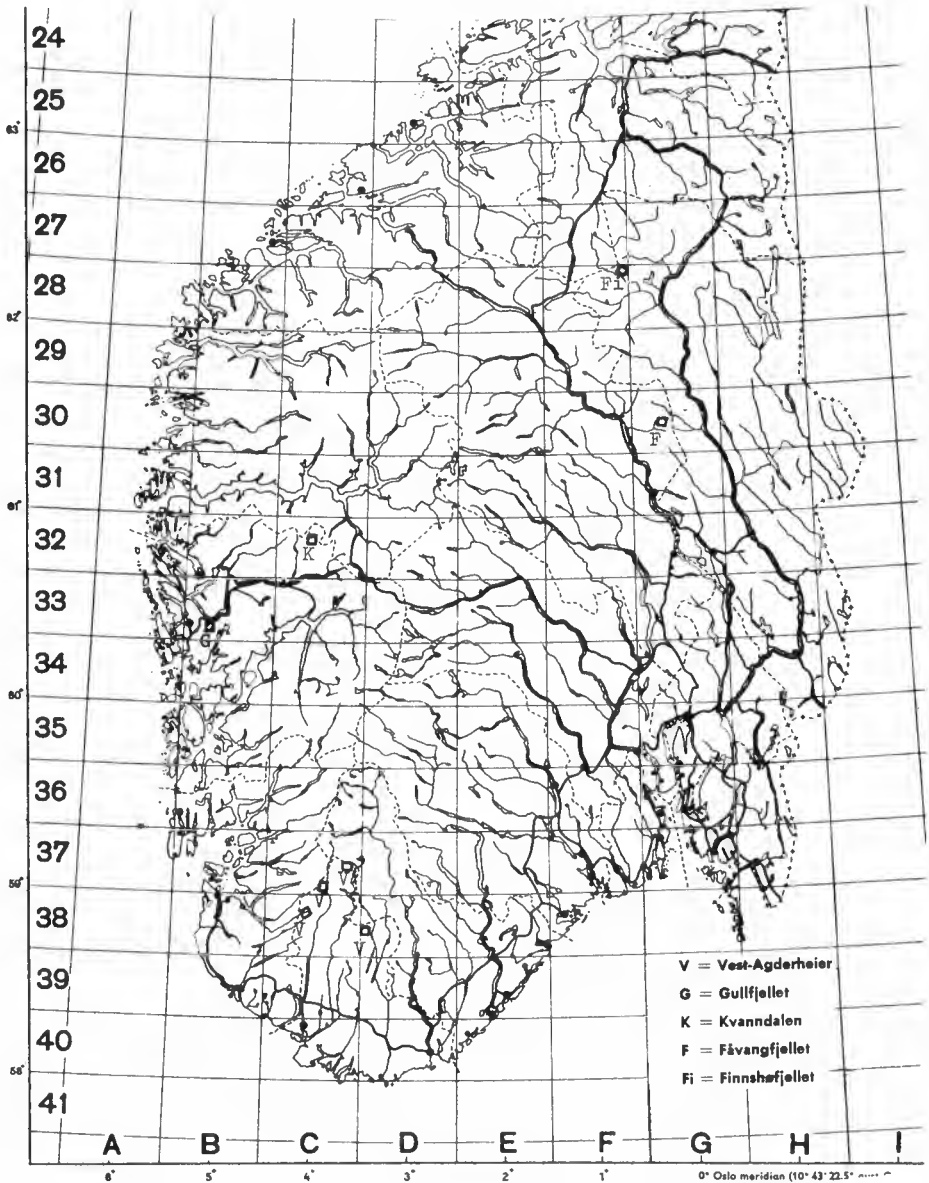 24
25
63°
26
27
28
62°
29
30
31
61°
32
33
34
60°
35
36
37
59°
38
39
40
58°
41
Fi
F
K
G
V
V
V
V = Vest-Agderheier
G = Gullfjellet
K = Kvanndalen
F = Fåvangfjellet
Fi = Finnshøfjellet
A B C D E F G H I
6° 5° 4° 3° 2° 1° 0° Oslo meridian (10° 43' 22.5"